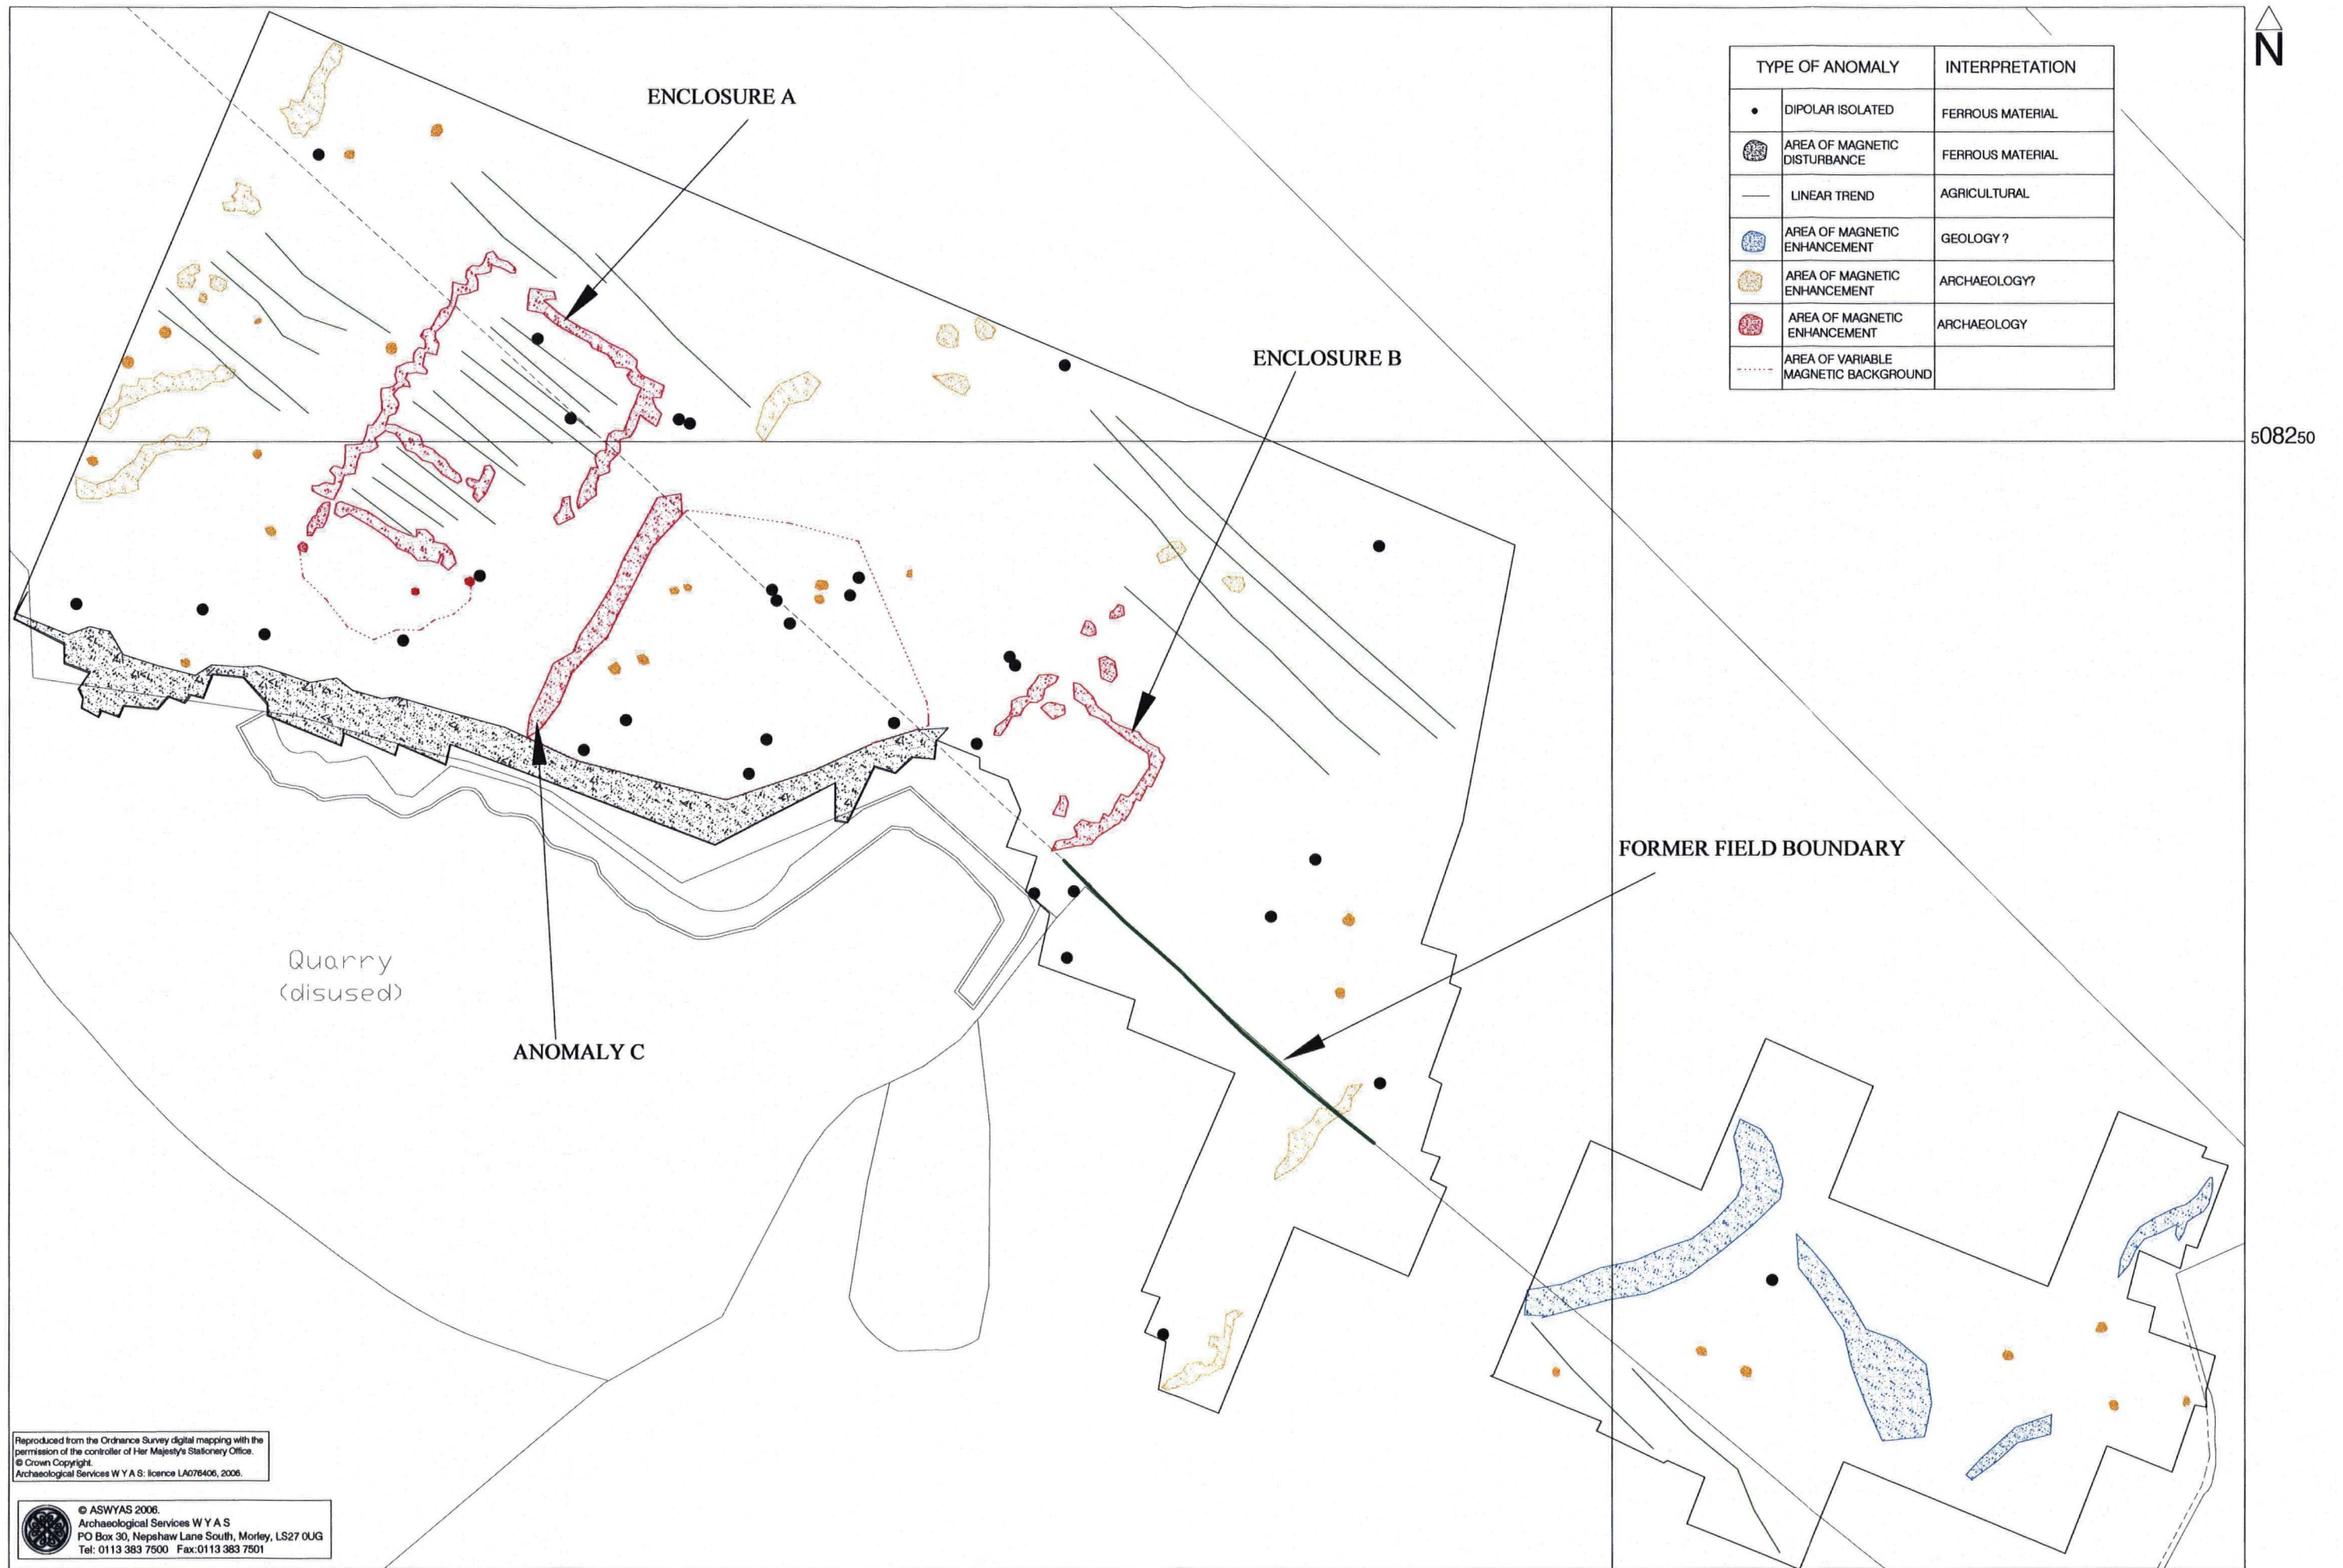 N
ENCLOSURE A
TYPE OF ANOMALY INTERPRETATION
DIPOLAR ISOLATED FERROUS MATERIAL
AREA OF MAGNETIC
DISTURBANCE
FERROUS MATERIAL
LINEAR TREND AGRICULTURAL
AREA OF MAGNETIC
ENHANCEMENT
GEOLOGY ?
AREA OF MAGNETIC
ENHANCEMENT
ARCHAEOLOGY?
AREA OF MAGNETIC
ENHANCEMENT
ARCHAEOLOGY
AREA OF VARIABLE
MAGNETIC BACKGROUND
ENCLOSURE B
508250
FORMER FIELD BOUNDARY
Quarry
(disused)
ANOMALY C
Reproduced from the Ordnance Survey digital mapping with the
permission of the controller of Her Majesty's Stationery Office.
© Crown Copyright.
Archaeological Services W Y A S: licence LA076406, 2006.
© ASWYAS 2006.
Archaeological Services W Y A S
PO Box 30, Nepshaw Lane South, Morley, LS27 0UG
Tel: 0113 383 7500 Fax:0113 383 7501